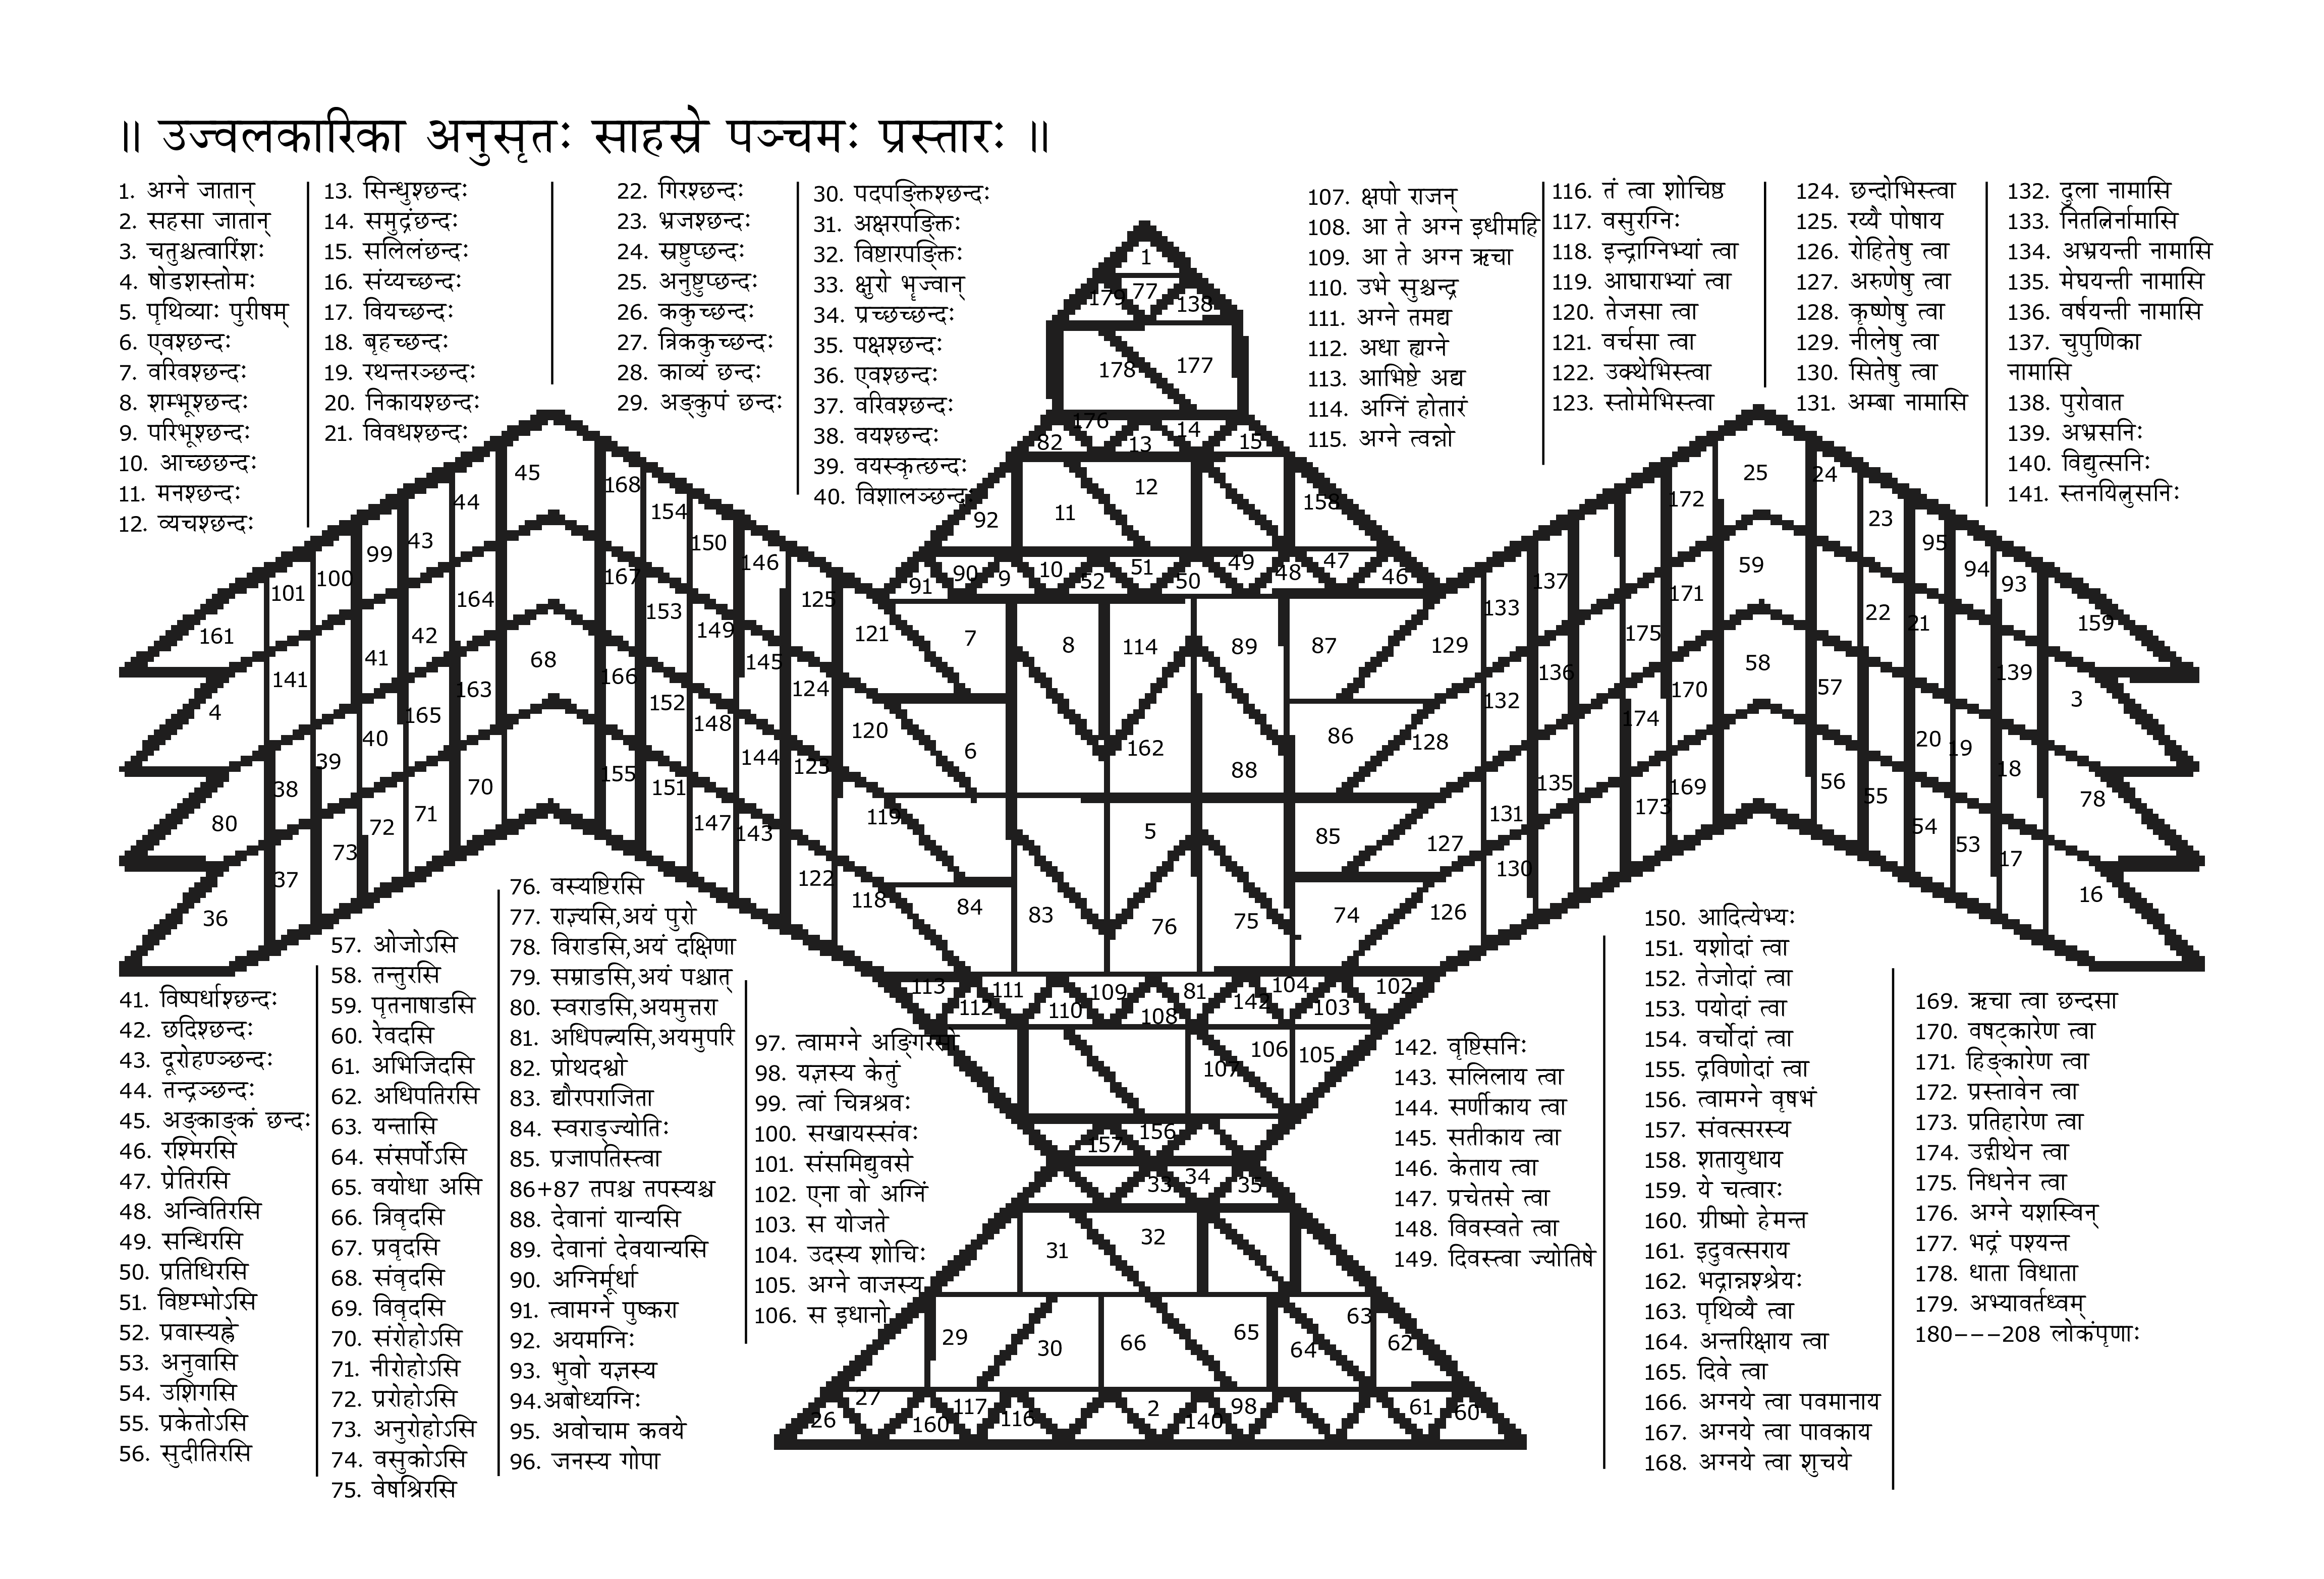 ॥ उज्वलकारिका अनुसृतः साहस्रे पञ्चमः प्रस्तारः ॥
1. अग्ने जातान्
2. सहसा जातान्
3. चतुश्चत्वारिंशः
4. षोडशस्तोमः
5. पृथिव्याः पुरीषम्
6. एवश्छन्दः
7. वरिवश्छन्दः
8. शम्भूश्छन्दः
9. परिभूश्छन्दः
10. आच्छछन्दः
11. मनश्छन्दः
12. व्यचश्छन्दः
13. सिन्धुश्छन्दः
14. समुद्रंछन्दः
15. सलिलंछन्दः
16. संय्यच्छन्दः
17. वियच्छन्दः
18. बृहच्छन्दः
19. रथन्तरञ्छन्दः
20. निकायश्छन्दः
21. विवधश्छन्दः
22. गिरश्छन्दः
23. भ्रजश्छन्दः
24. स्रष्टुप्छन्दः
25. अनुष्टुप्छन्दः
26. ककुच्छन्दः
27. त्रिककुच्छन्दः
28. काव्यं छन्दः
29. अङ्कुपं छन्दः
30. पदपङ्क्तिश्छन्दः
31. अक्षरपङ्क्तिः
32. विष्टारपङ्क्तिः
33. क्षुरो भृज्वान्
34. प्रच्छच्छन्दः
35. पक्षश्छन्दः
36. एवश्छन्दः
37. वरिवश्छन्दः
38. वयश्छन्दः
39. वयस्कृत्छन्दः
40. विशालञ्छन्दः
107. क्षपो राजन्
108. आ ते अग्न इधीमहि
109. आ ते अग्न ऋचा
110. उभे सुश्चन्द्र
111. अग्ने तमद्य
112. अधा ह्यग्ने
113. आभिष्टे अद्य
114. अग्निं होतारं
115. अग्ने त्वन्नो
116. तं त्वा शोचिष्ठ
117. वसुरग्निः
118. इन्द्राग्निभ्यां त्वा
119. आघाराभ्यां त्वा
120. तेजसा त्वा
121. वर्चसा त्वा
122. उक्थेभिस्त्वा
123. स्तोमेभिस्त्वा
124. छन्दोभिस्त्वा
125. रय्यै पोषाय
126. रोहितेषु त्वा
127. अरुणेषु त्वा
128. कृष्णेषु त्वा
129. नीलेषु त्वा
130. सितेषु त्वा
131. अम्बा नामासि
132. दुला नामासि
133. नितत्निर्नामासि
134. अभ्रयन्ती नामासि
135. मेघयन्ती नामासि
136. वर्षयन्ती नामासि
137. चुपुणिका
नामासि
138. पुरोवात
139. अभ्रसनिः
140. विद्युत्सनिः
141. स्तनयित्नुसनिः
1
179 77 138
178 177
176
82 13 14 15
92 11 12 158
91 90 9 10 52 51 50 49 48 47 46
45 44 43 99 100 101 161
168 154 150 146 125 121
164 42 41 141 4
167 153 149 145 124 120
68 163 165 40 39 38 80
166 152 148 144 123 119
70 71 72 73 37 36
155 151 147 143 122 118
7 8 114 89 87 129
6 162 88 86 128
5 85 127
84 83 76 75 74 126
133 137 172 25 24 23 95 94 93 159
132 136 175 171 59 22 21 139 3
131 135 174 170 58 57 20 19 18 78
130 173 169 56 55 54 53 17 16
113 112 111 110 109 108 81 142 104 103 102
107 106 105
157 156
33 34 35
31 32
29 30 66 65 64 63 62
26 27 160 117 116 2 140 98 61 60
41. विष्पर्धाश्छन्दः
42. छदिश्छन्दः
43. दूरोहण्ञ्छन्दः
44. तन्द्रञ्छन्दः
45. अङ्काङ्कं छन्दः
46. रश्मिरसि
47. प्रेतिरसि
48. अन्वितिरसि
49. सन्धिरसि
50. प्रतिधिरसि
51. विष्टम्भोऽसि
52. प्रवास्यह्ने
53. अनुवासि
54. उशिगसि
55. प्रकेतोऽसि
56. सुदीतिरसि
57. ओजोऽसि
58. तन्तुरसि
59. पृतनाषाडसि
60. रेवदसि
61. अभिजिदसि
62. अधिपतिरसि
63. यन्तासि
64. संसर्पोऽसि
65. वयोधा असि
66. त्रिवृदसि
67. प्रवृदसि
68. संवृदसि
69. विवृदसि
70. संरोहोऽसि
71. नीरोहोऽसि
72. प्ररोहोऽसि
73. अनुरोहोऽसि
74. वसुकोऽसि
75. वेषश्रिरसि
76. वस्यष्टिरसि
77. राज्ञ्यसि,अयं पुरो
78. विराडसि,अयं दक्षिणा
79. सम्राडसि,अयं पश्चात्
80. स्वराडसि,अयमुत्तरा
81. अधिपत्न्यसि,अयमुपरि
82. प्रोथदश्वो
83. द्यौरपराजिता
84. स्वराड्ज्योतिः
85. प्रजापतिस्त्वा
86+87 तपश्च तपस्यश्च
88. देवानां यान्यसि
89. देवानां देवयान्यसि
90. अग्निर्मूर्धा
91. त्वामग्ने पुष्करा
92. अयमग्निः
93. भुवो यज्ञस्य
94.अबोध्यग्निः
95. अवोचाम कवये
96. जनस्य गोपा
97. त्वामग्ने अङ्गिरसो
98. यज्ञस्य केतुं
99. त्वां चित्रश्रवः
100. सखायस्संवः
101. संसमिद्युवसे
102. एना वो अग्निं
103. स योजते
104. उदस्य शोचिः
105. अग्ने वाजस्य
106. स इधानो
142. वृष्टिसनिः
143. सलिलाय त्वा
144. सर्णीकाय त्वा
145. सतीकाय त्वा
146. केताय त्वा
147. प्रचेतसे त्वा
148. विवस्वते त्वा
149. दिवस्त्वा ज्योतिषे
150. आदित्येभ्यः
151. यशोदां त्वा
152. तेजोदां त्वा
153. पयोदां त्वा
154. वर्चोदां त्वा
155. द्रविणोदां त्वा
156. त्वामग्ने वृषभं
157. संवत्सरस्य
158. शतायुधाय
159. ये चत्वारः
160. ग्रीष्मो हेमन्त
161. इदुवत्सराय
162. भद्रान्नश्श्रेयः
163. पृथिव्यै त्वा
164. अन्तरिक्षाय त्वा
165. दिवे त्वा
166. अग्नये त्वा पवमानाय
167. अग्नये त्वा पावकाय
168. अग्नये त्वा शुचये
169. ऋचा त्वा छन्दसा
170. वषट्कारेण त्वा
171. हिङ्कारेण त्वा
172. प्रस्तावेन त्वा
173. प्रतिहारेण त्वा
174. उद्गीथेन त्वा
175. निधनेन त्वा
176. अग्ने यशस्विन्
177. भद्रं पश्यन्त
178. धाता विधाता
179. अभ्यावर्तध्वम्
180---208 लोकंपृणाः